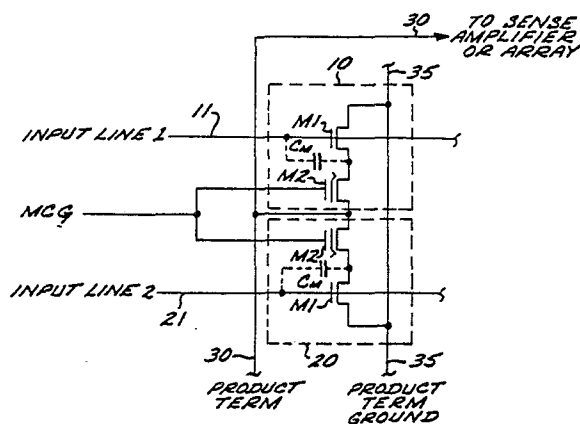 30
TO SENSE
AMPLIFIER
OR ARRAY
10
35
11
M1
INPUT LINE 1
CM
M2
MCG
M2
CM
INPUT LINE 2
M1
21
30
20
35
PRODUCT
TERM
PRODUCT
TERM
GROUND